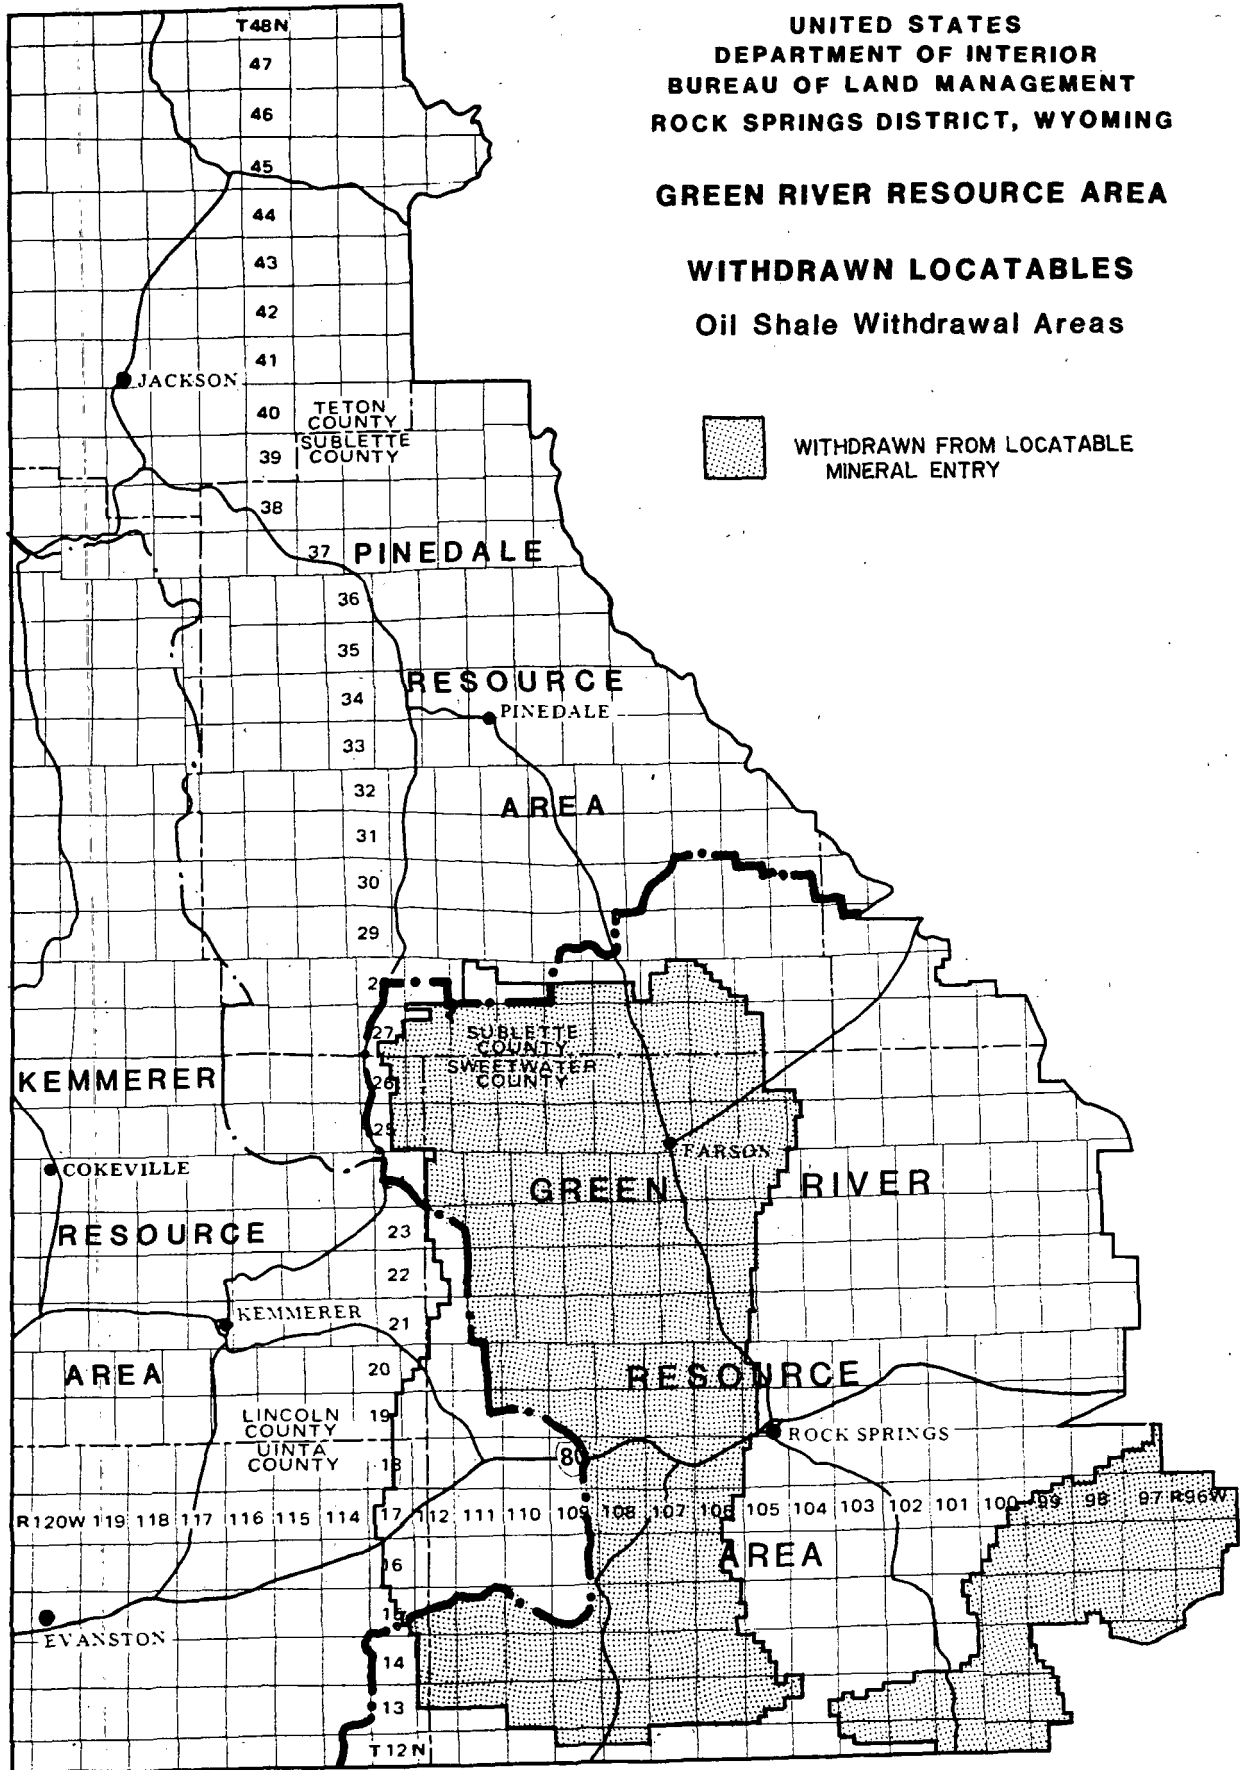 UNITED STATES
DEPARTMENT OF INTERIOR
BUREAU OF LAND MANAGEMENT
ROCK SPRINGS DISTRICT, WYOMING
GREEN RIVER RESOURCE AREA
WITHDRAWN LOCATABLES
Oil Shale Withdrawal Areas
WITHDRAWN FROM LOCATABLE
MINERAL ENTRY
T48N
47
46
45
44
43
42
41
JACKSON
40
TETON
COUNTY
SUBLETTE
COUNTY
39
38
37
PINEDALE
36
35
RESOURCE
34
PINEDALE
33
32
AREA
31
30
29
2
27
SUBLETTE
COUNTY
SWEETWATER
COUNTY
KEMMERER
26
25
FARSON
COKEVILLE
GREEN
RIVER
RESOURCE
23
22
KEMMERER
21
AREA
20
RESOURCE
LINCOLN
COUNTY
UINTA
COUNTY
19
ROCK SPRINGS
18
80
R120W 119 118 117 116 115 114 17 112 111 110 109 108 107 106 105 104 103 102 101 100 99 98 97 R96W
16
AREA
15
EVANSTON
14
13
T12N